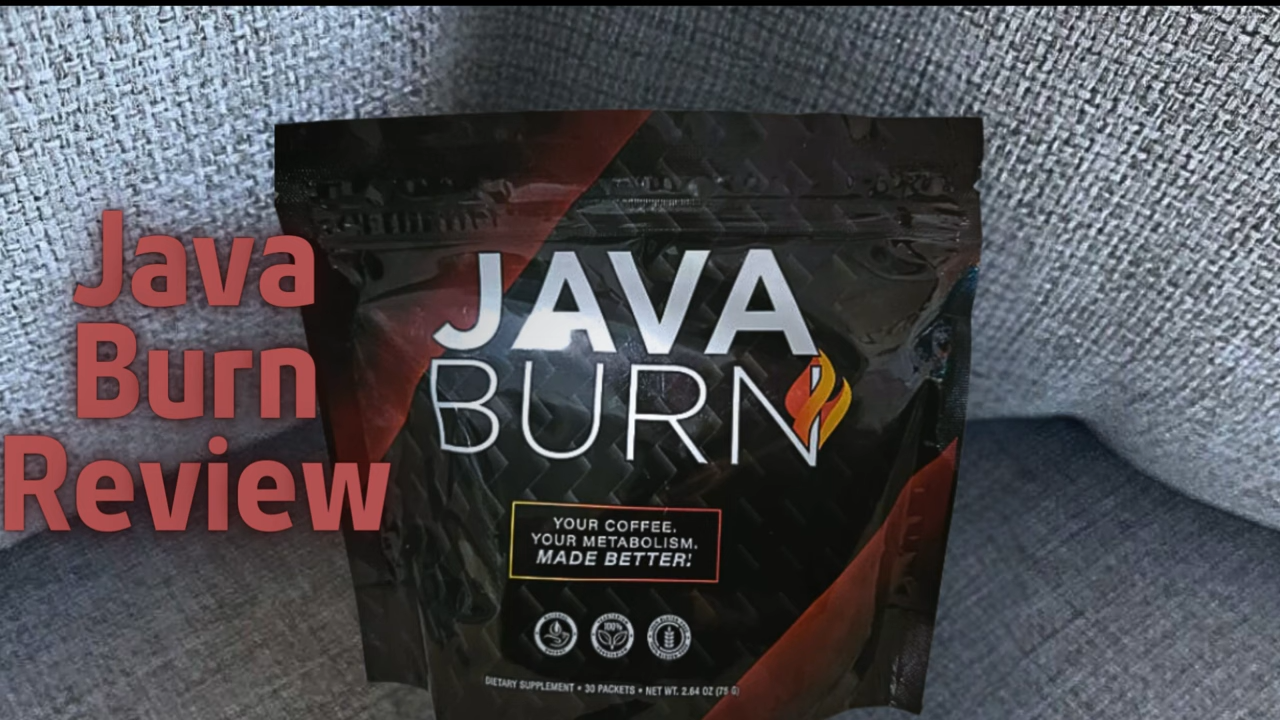 Java
Burn
Review
JAVA
BURN
YOUR COFFEE.
YOUR METABOLISM.
MADE BETTER!
100%
DIETARY SUPPLEMENT • 30 PACKETS • NET WT. 2.64 OZ (75 G)